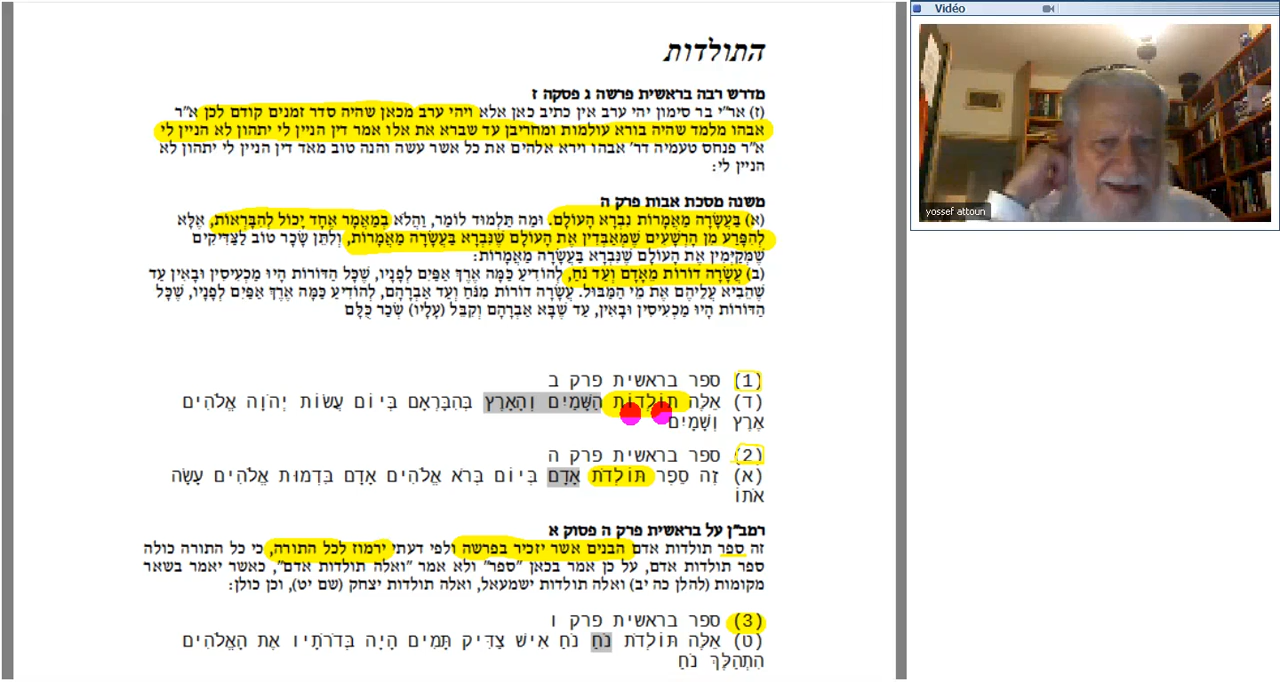 התולדות
מדרש רבה בראשית פרשה ג פסקה ז
(ז) אר"י בר סימון יהי ערב אין כתיב כאן אלא ויהי ערב מכאן שהיה סדר זמנים קודם לכן א"ר
אבהו מלמד שהיה בורא עולמות ומחריבן עד שברא את אלו אמר דין הניין לי יתהון לא הניין לי
א"ר פנחס טעמיה דר' אבהו וירא אלהים את כל אשר עשה והנה טוב מאד דין הניין לי יתהון לא
הניין לי:
משנה מסכת אבות פרק ה
(א) בַּעֲשָׂרָה מַאֲמָרוֹת נִבְרָא הָעוֹלָם. וּמַה תַּלְמוּד לוֹמַר, וַהֲלֹא בְמַאֲמָר אֶחָד יָכוֹל לְהִבָּרְאוֹת, אֶלָּא
לְהִפָּרַע מִן הָרְשָׁעִים שֶׁמְּאַבְּדִין אֶת הָעוֹלָם שֶׁנִּבְרָא בַּעֲשָׂרָה מַאֲמָרוֹת, וְלִתֵּן שָׂכָר טוֹב לַצַּדִּיקִים
שֶׁמְּקַיְּמִין אֶת הָעוֹלָם שֶׁנִּבְרָא בַּעֲשָׂרָה מַאֲמָרוֹת:
(ב) עֲשָׂרָה דוֹרוֹת מֵאָדָם וְעַד נֹחַ, לְהוֹדִיעַ כַּמָּה אֶרֶךְ אַפַּיִם לְפָנָיו, שֶׁכָּל הַדּוֹרוֹת הָיוּ מַכְעִיסִין וּבָאִין עַד
שֶׁהֵבִיא עֲלֵיהֶם אֶת מֵי הַמַּבּוּל. עֲשָׂרָה דוֹרוֹת מִנֹּחַ וְעַד אַבְרָהָם, לְהוֹדִיעַ כַּמָּה אֶרֶךְ אַפַּיִם לְפָנָיו, שֶׁכָּל
הַדּוֹרוֹת הָיוּ מַכְעִיסִין וּבָאִין, עַד שֶׁבָּא אַבְרָהָם וְקִבֵּל (עָלָיו) שְׂכַר כֻּלָּם
(1) ספר בראשית פרק ב
(ד) אֵלֶּה תוֹלְדוֹת הַשָּׁמַיִם וְהָאָרֶץ בְּהִבָּרְאָם בְּיוֹם עֲשׂוֹת יְהֹוָה אֱלֹהִים
אֶרֶץ וְשָׁמָיִם
(2) ספר בראשית פרק ה
(א) זֶה סֵפֶר תּוֹלְדֹת אָדָם בְּיוֹם בְּרֹא אֱלֹהִים אָדָם בִּדְמוּת אֱלֹהִים עָשָׂה
אֹתוֹ
רמב"ן על בראשית פרק ה פסוק א
זה ספר תולדות אדם הבנים אשר יזכיר בפרשה ולפי דעתי ירמוז לכל התורה, כי כל התורה כולה
ספר תולדות אדם, על כן אמר בכאן "ספר" ולא אמר "ואלה תולדות אדם", כאשר יאמר בשאר
מקומות (להלן כה יב) ואלה תולדות ישמעאל, ואלה תולדות יצחק (שם יט), וכן כולן:
(3) ספר בראשית פרק ו
(ט) אֵלֶּה תּוֹלְדֹת נֹחַ נֹחַ אִישׁ צַדִּיק תָּמִים הָיָה בְּדֹרֹתָיו אֶת הָאֱלֹהִים
הִתְהַלֶּךְ נֹחַ
Vidéo
yossef attoun